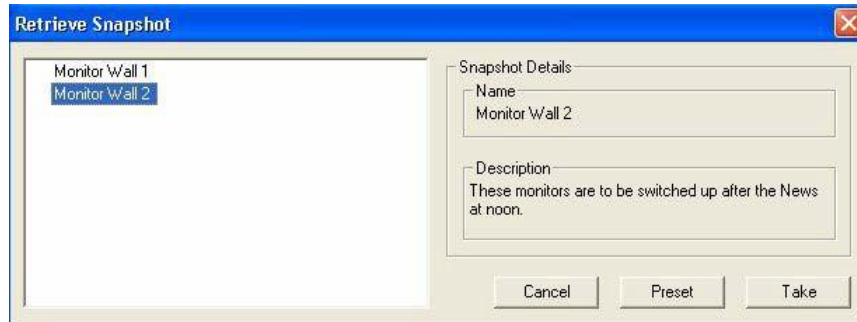 Retrieve Snapshot
Monitor Wall 1
Monitor Wall 2
Snapshot Details
Name
Monitor Wall 2
Description
These monitors are to be switched up after the News
at noon.
Cancel
Preset
Take